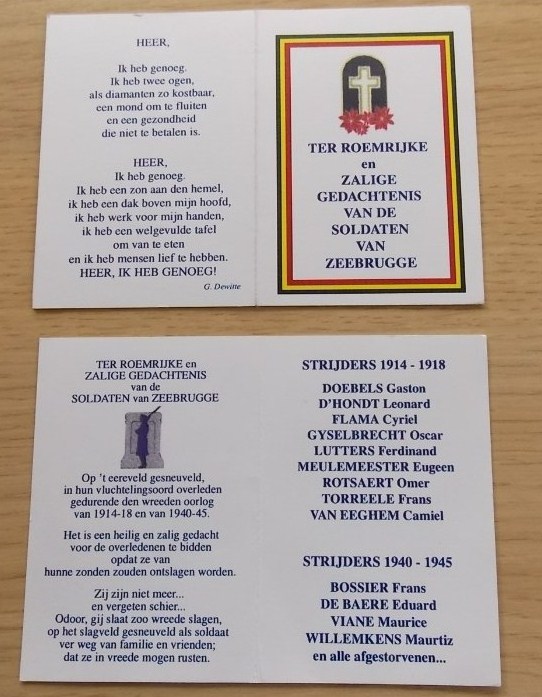 HEER,
Ik heb genoeg.
Ik heb twee ogen,
als diamanten zo kostbaar,
een mond om te fluiten
en een gezondheid
die niet te betalen is.
HEER,
Ik heb genoeg.
Ik heb een zon aan den hemel,
ik heb een dak boven mijn hoofd,
ik heb werk voor mijn handen,
ik heb een welgevulde tafel
om van te eten
en ik heb mensen lief te hebben.
HEER, IK HEB GENOEG!
G. Dewitte
TER ROEMRIJKE
en
ZALIGE
GEDACHTENIS
VAN DE
SOLDATEN
VAN
ZEEBRUGGE
TER ROEMRIJKE en
ZALIGE GEDACHTENIS
van de
SOLDATEN van ZEEBRUGGE
Op 't eereveld gesneuveld,
in hun vluchtelingsoord overleden
gedurende den wreeden oorlog
van 1914-18 en van 1940-45.
Het is een heilig en zalig gedacht
voor de overledenen te bidden
opdat ze van
hunne zonden zouden ontslagen worden.
Zij zijn niet meer...
en vergeten schier...
Odoor, gij slaat zoo wreede slagen,
op het slagveld gesneuveld als soldaat
ver weg van familie en vrienden;
dat ze in vreede mogen rusten.
STRIJDERS 1914 - 1918
DOEBELS Gaston
D'HONDT Leonard
FLAMA Cyriel
GYSELBRECHT Oscar
LUTTERS Ferdinand
MEULEMEESTER Eugeen
ROTSAERT Omer
TORREELE Frans
VAN EEGHEM Camiel
STRIJDERS 1940 - 1945
BOSSIER Frans
DE BAERE Eduard
VIANE Maurice
WILLEMKENS Maurtiz
en alle afgestorvenen...